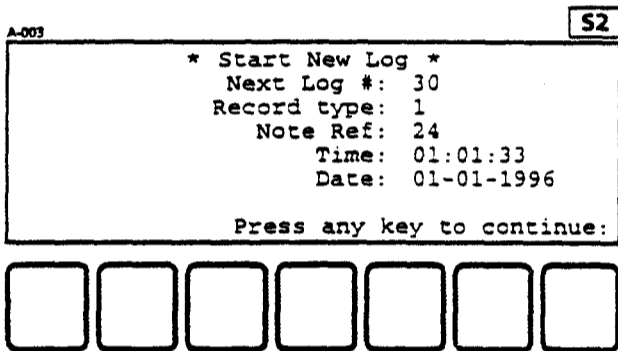 S2
A-003
* Start New Log *
Next Log #: 30
Record type: 1
Note Ref: 24
Time: 01:01:33
Date: 01-01-1996
Press any key to continue: